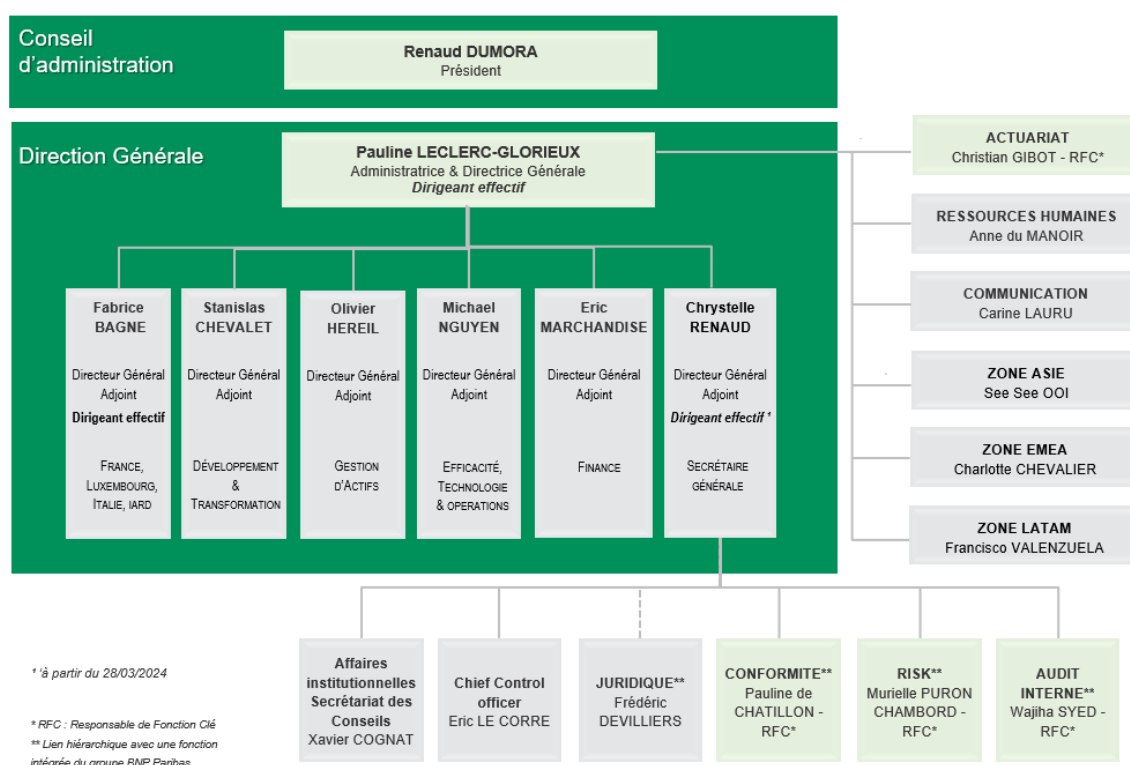 Conseil
d'administration
Renaud DUMORA
Président
Direction Générale
Pauline LECLERC-GLORIEUX
Administratrice & Directrice Générale
Dirigeant effectif
ACTUARIAT
Christian GIBOT - RFC*
RESSOURCES HUMAINES
Anne du MANOIR
COMMUNICATION
Carine LAURU
ZONE ASIE
See See OOI
ZONE EMEA
Charlotte CHEVALIER
ZONE LATAM
Francisco VALENZUELA
Fabrice
BAGNE
Directeur Général
Adjoint
Dirigeant effectif
FRANCE,
LUXEMBOURG,
ITALIE, IARD
Stanislas
CHEVALET
Directeur Général
Adjoint
DÉVELOPPEMENT
&
TRANSFORMATION
Olivier
HEREIL
Directeur Général
Adjoint
GESTION
D'ACTIFS
Michael
NGUYEN
Directeur Général
Adjoint
EFFICACITÉ,
TECHNOLOGIE
& OPERATIONS
Eric
MARCHANDISE
Directeur Général
Adjoint
FINANCE
Chrystelle
RENAUD
Directeur Général
Adjoint
Dirigeant effectif *
SECRÉTAIRE
GÉNÉRALE
Affaires
institutionnelles
Secrétariat des
Conseils
Xavier COGNAT
Chief Control
officer
Eric LE CORRE
JURIDIQUE**
Frédéric
DEVILLIERS
CONFORMITE**
Pauline de
CHATILLON -
RFC*
RISK**
Murielle PURON
CHAMBORD -
RFC*
AUDIT
INTERNE**
Wajiha SYED -
RFC*
* 'à partir du 28/03/2024
* RFC : Responsable de Fonction Clé
** Lien hiérarchique avec une fonction
intégrée du groupe BNP Paribas